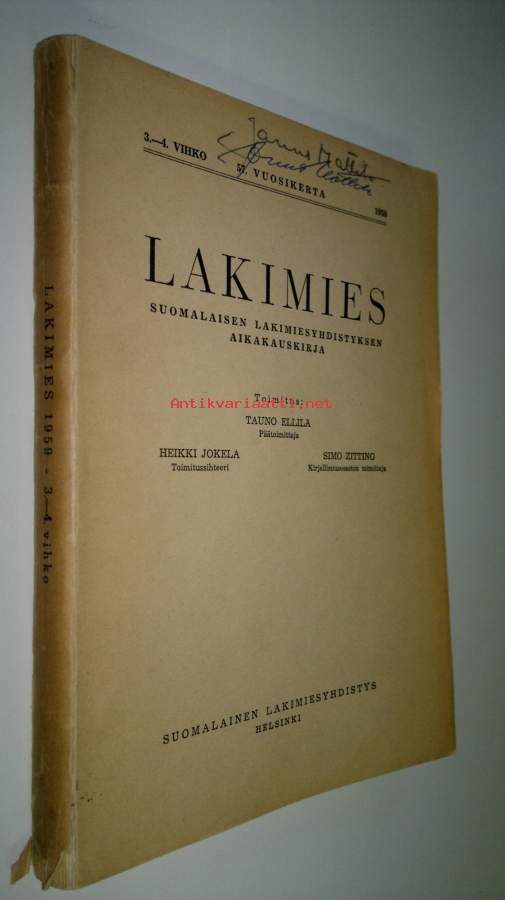 3.—4. VIHKO
57. VUOSIKERTA
1959
LAKIMIES
SUOMALAISEN LAKIMIESYHDISTYKSEN
AIKAKAUSKIRJA
Toimitus:
Antikvariaatti.net
TAUNO ELLILA
Päätoimittaja
HEIKKI JOKELA
Toimitussihteeri
SIMO ZITTING
Kirjallisuusosaston toimittaja
SUOMALAINEN LAKIMIESYHDISTYS
HELSINKI
LAKIMIES 1959 - 3.—4. vihko